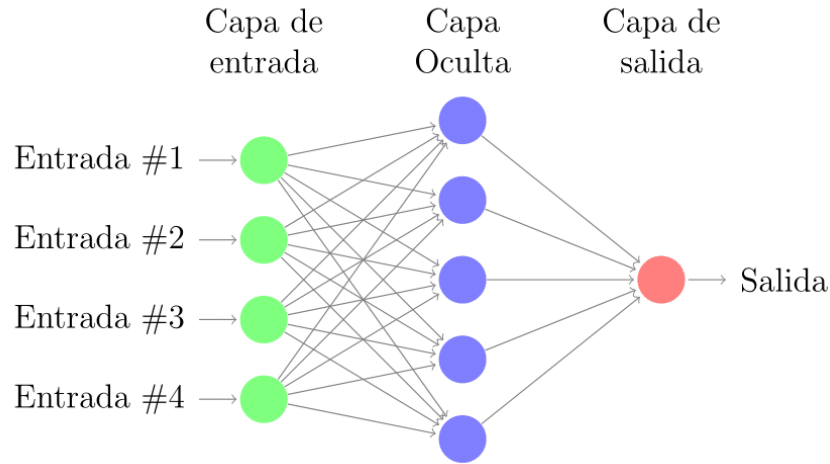 Capa de
entrada
Capa
Oculta
Capa de
salida
Entrada #1
Entrada #2
Entrada #3
Entrada #4
Salida